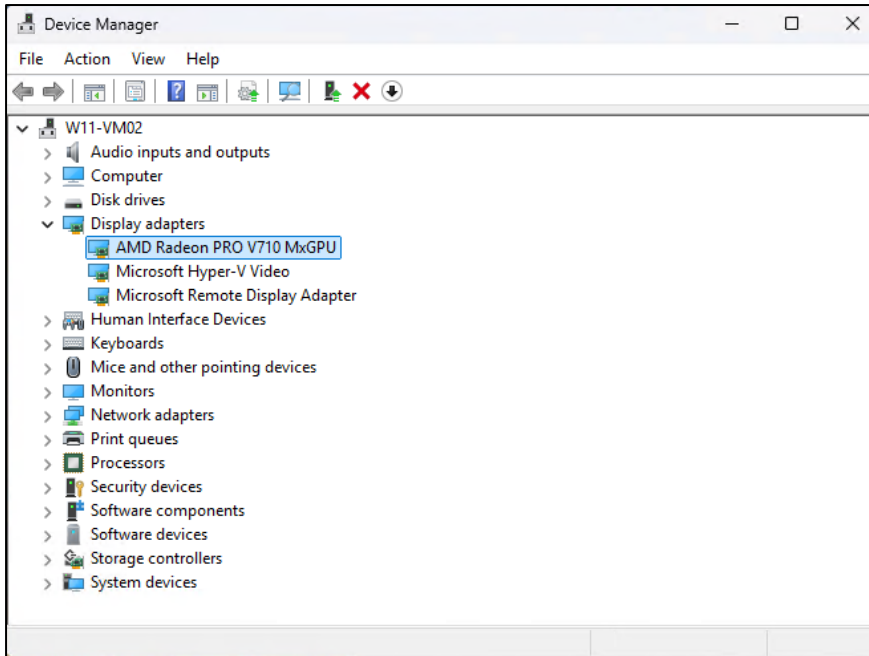 Device Manager
File Action View Help
W11-VM02
Audio inputs and outputs
Computer
Disk drives
Display adapters
AMD Radeon PRO V710 MxGPU
Microsoft Hyper-V Video
Microsoft Remote Display Adapter
Human Interface Devices
Keyboards
Mice and other pointing devices
Monitors
Network adapters
Print queues
Processors
Security devices
Software components
Software devices
Storage controllers
System devices